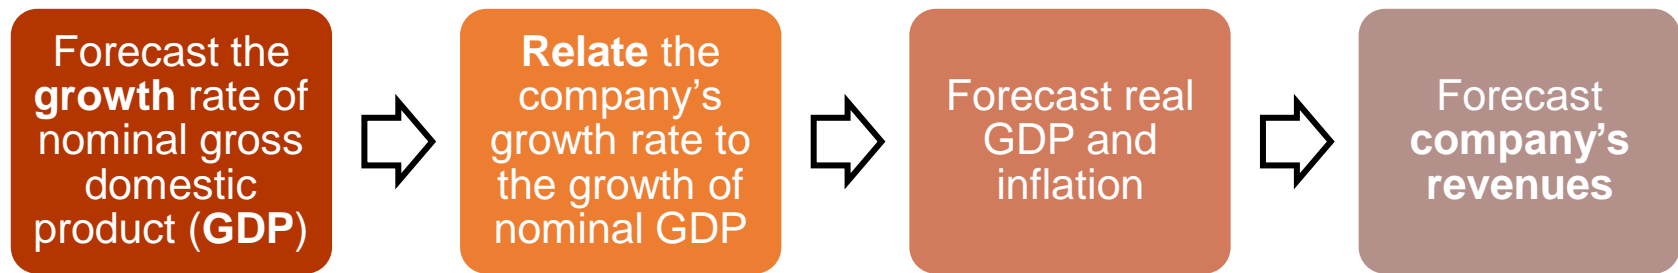 Forecast the
growth rate of
nominal gross
domestic
product (GDP)
Relate the
company’s
growth rate to
the growth of
nominal GDP
Forecast real
GDP and
inflation
Forecast
company’s
revenues